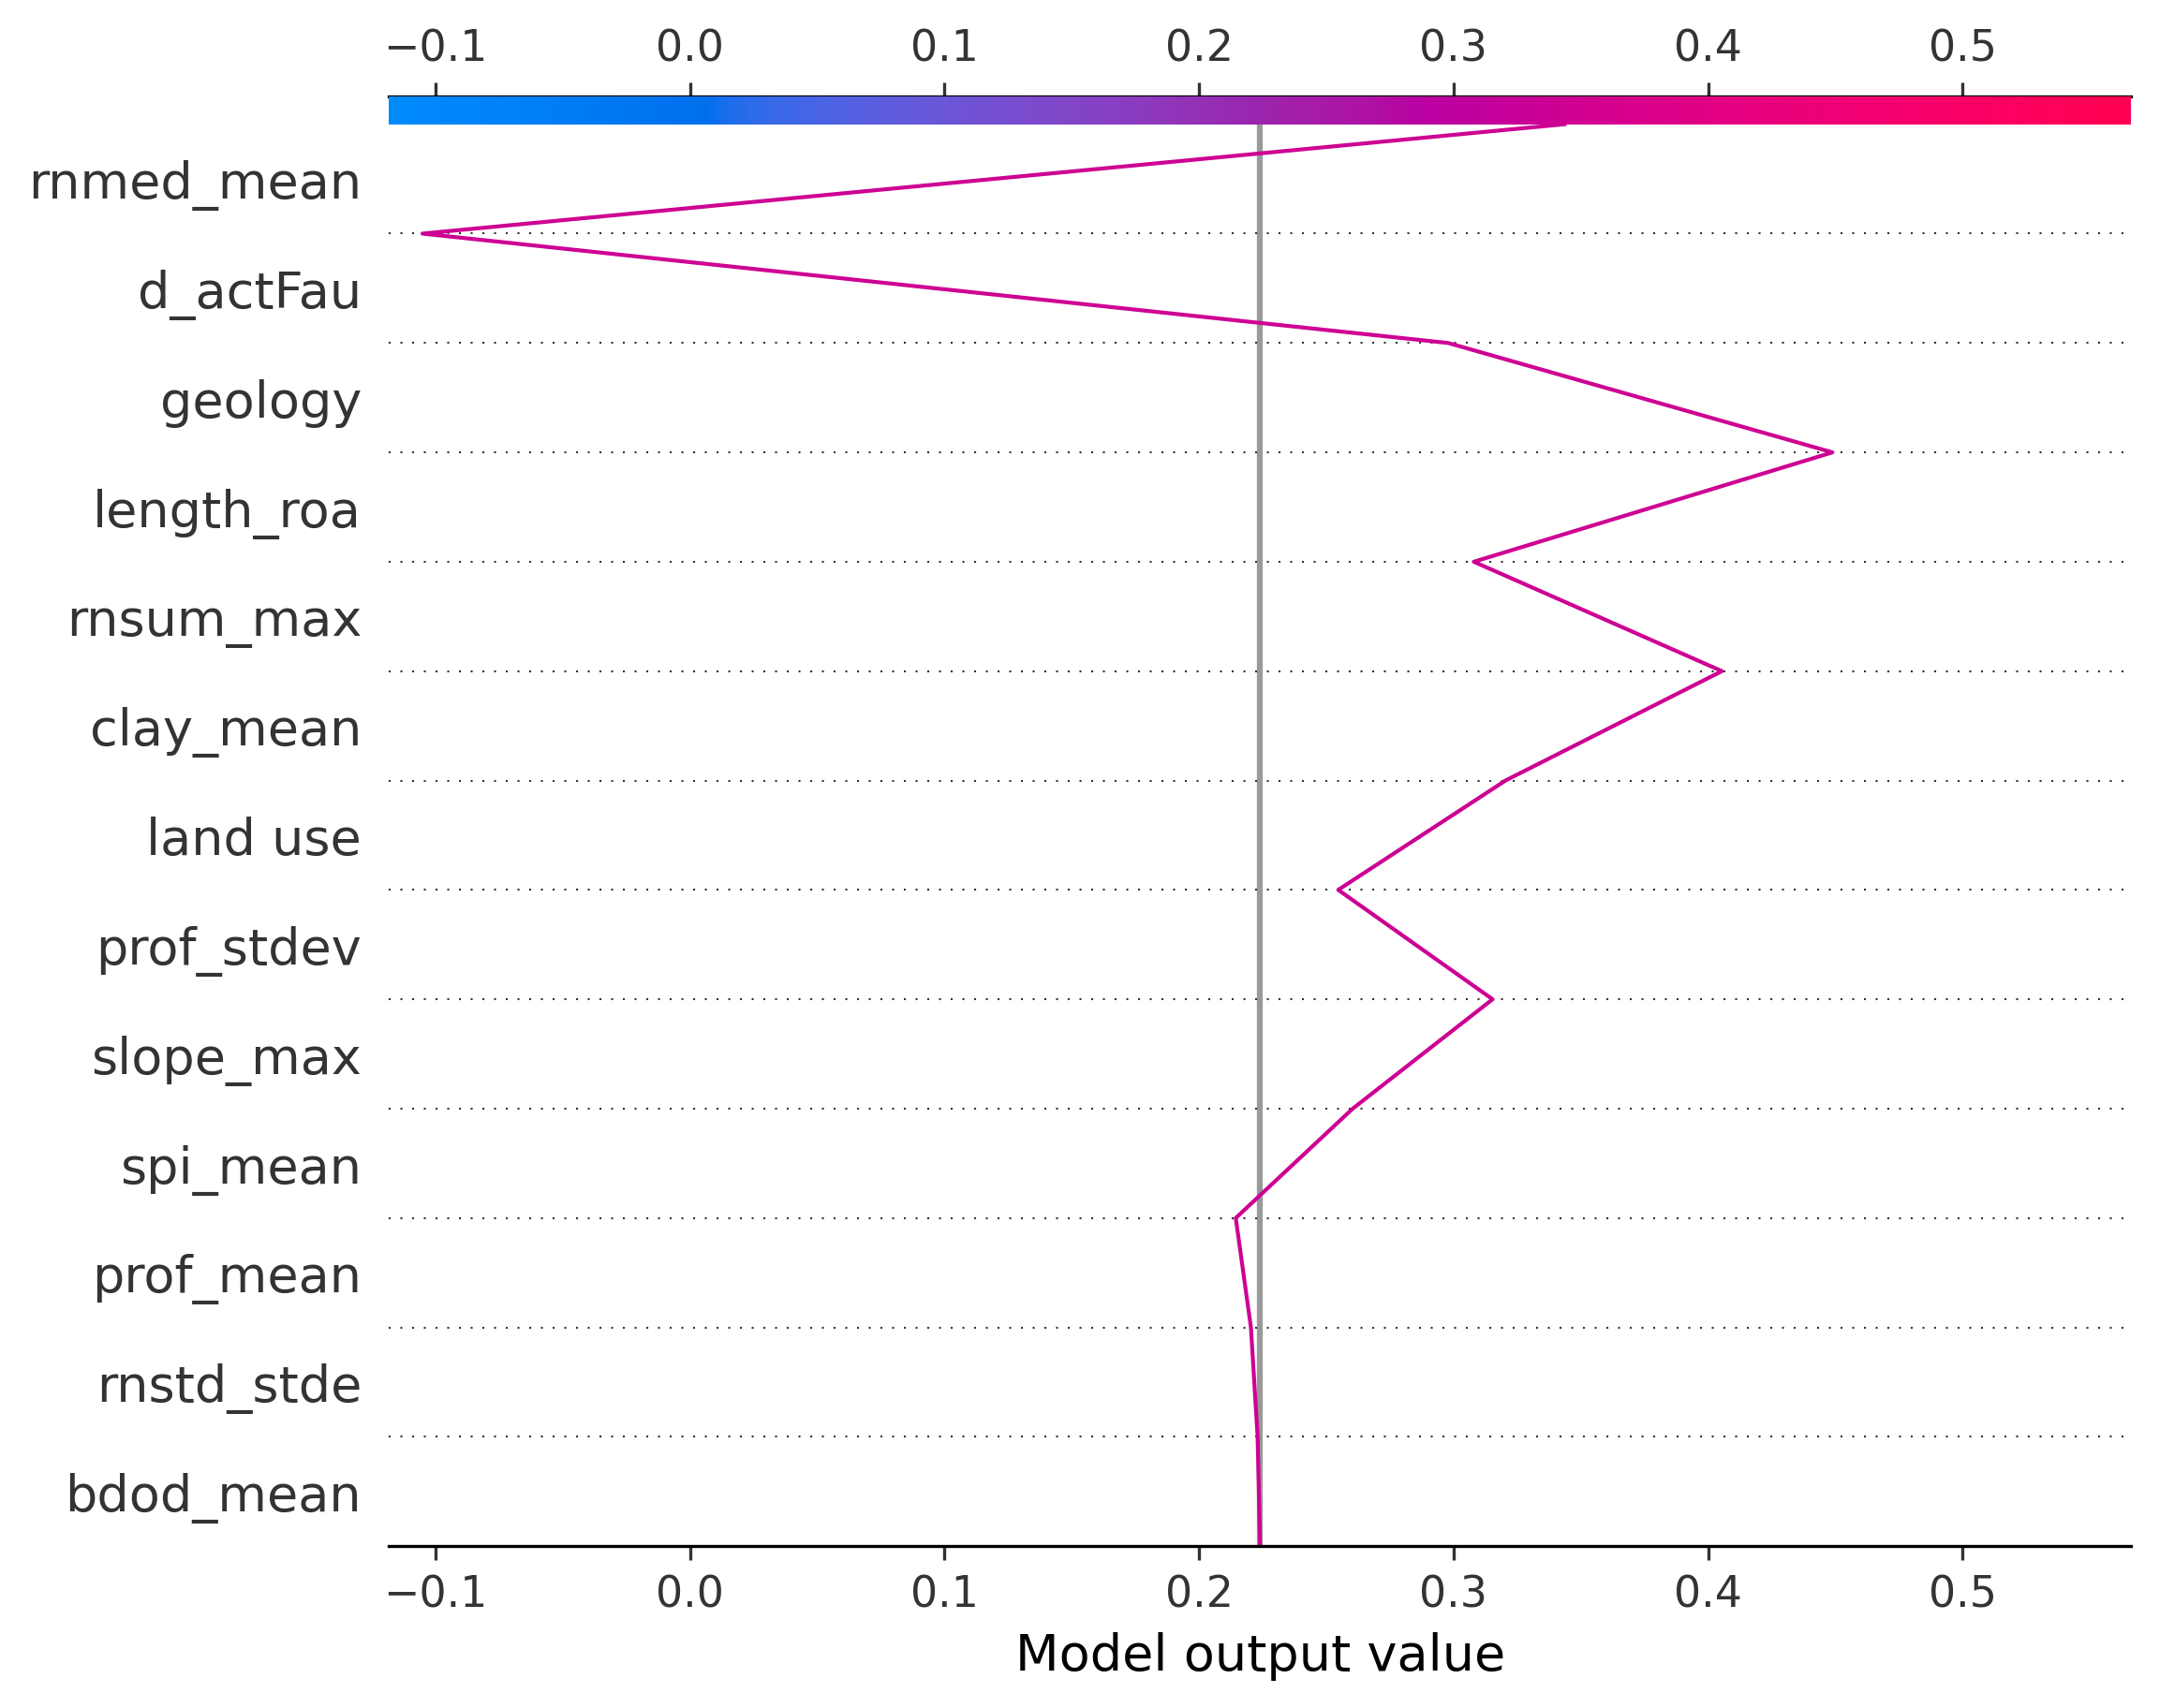 −0.1 0.0 0.1 0.2 0.3 0.4 0.5
rnmed_mean
d_actFau
geology
length_roa
rnsum_max
clay_mean
land use
prof_stdev
slope_max
spi_mean
prof_mean
rnstd_stde
bdod_mean
−0.1 0.0 0.1 0.2 0.3 0.4 0.5
Model output value